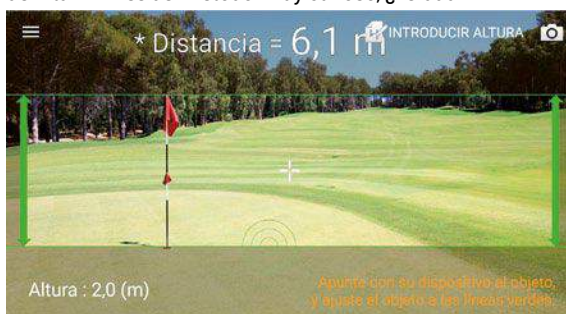 * Distancia = 6,1 m
INTRODUCIR ALTURA
Altura : 2,0 (m)
Apunte con su dispositivo al objeto,
y ajuste el objeto a las líneas verdes.